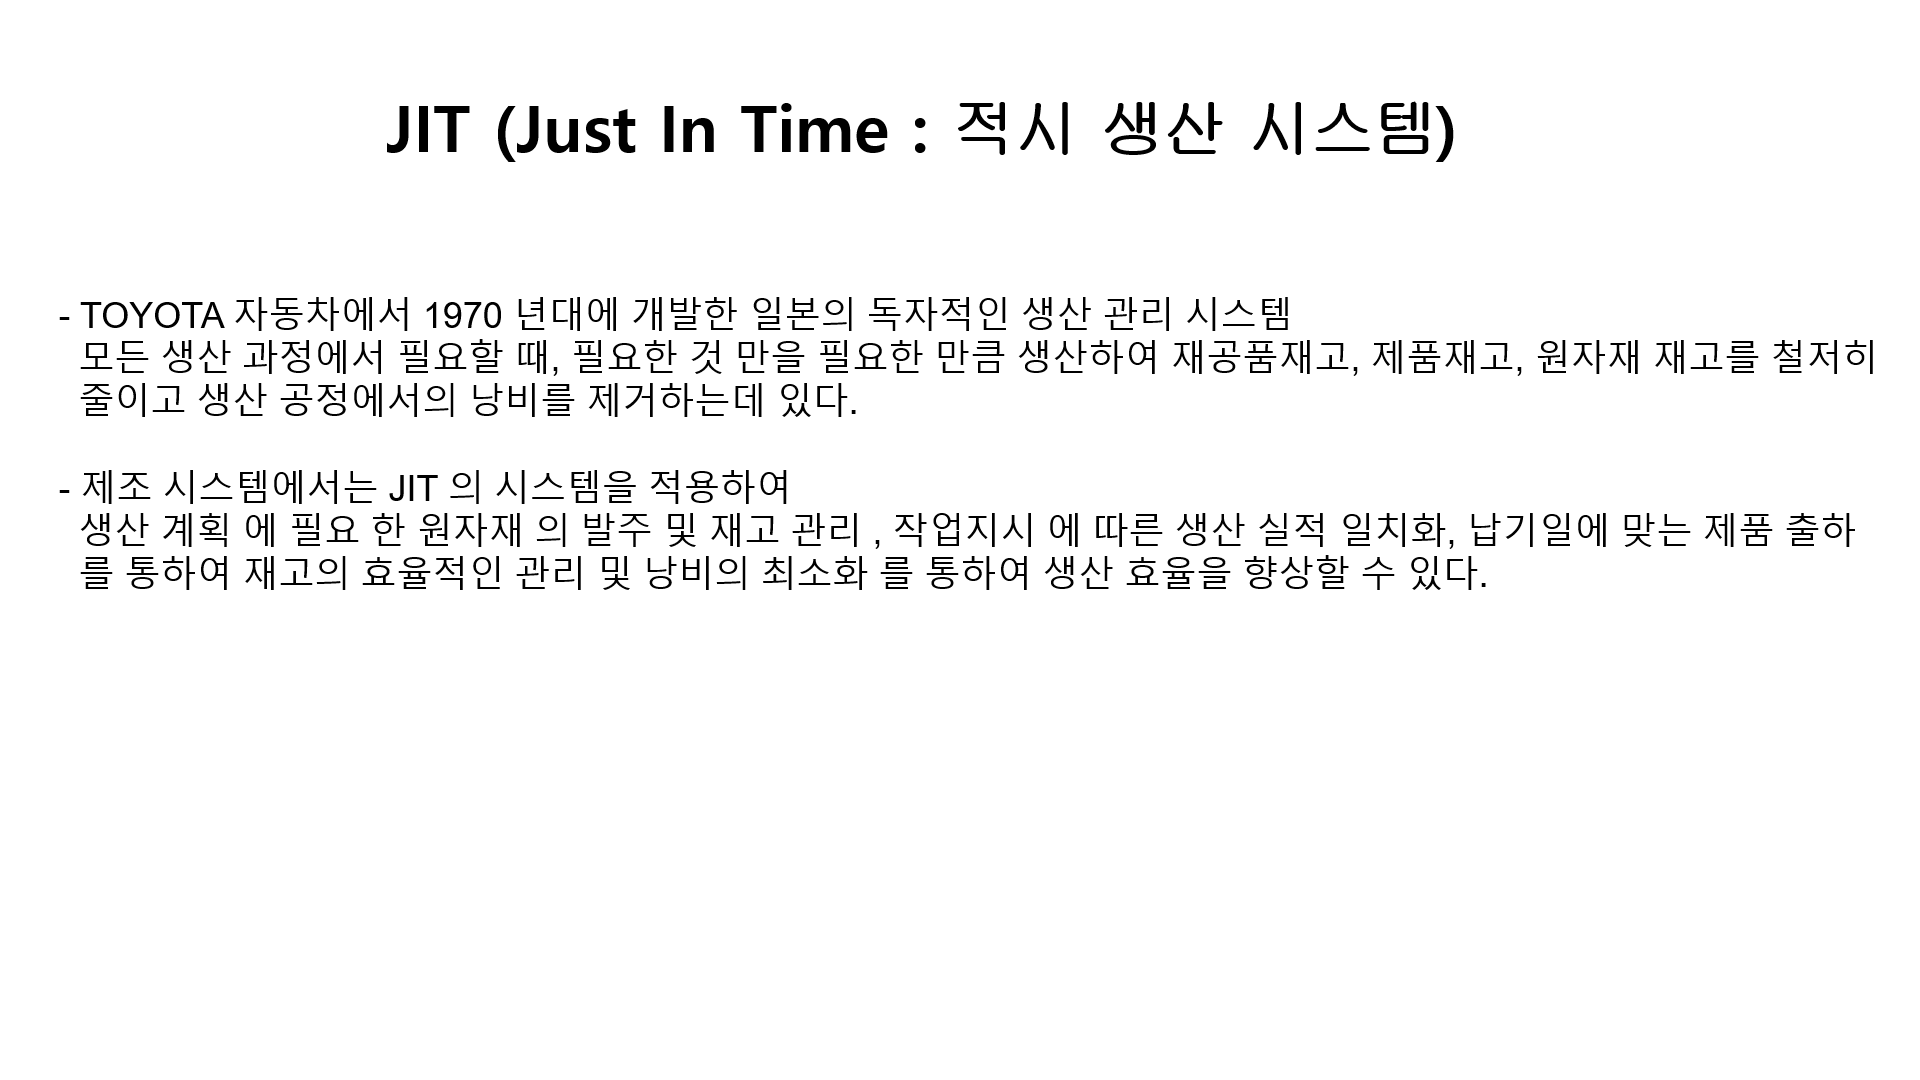 JIT (Just In Time : 적시 생산 시스템)
- TOYOTA 자동차에서 1970 년대에 개발한 일본의 독자적인 생산 관리 시스템
모든 생산 과정에서 필요할 때, 필요한 것 만을 필요한 만큼 생산하여 재공품재고, 제품재고, 원자재 재고를 철저히
줄이고 생산 공정에서의 낭비를 제거하는데 있다.
- 제조 시스템에서는 JIT 의 시스템을 적용하여
생산 계획 에 필요 한 원자재 의 발주 및 재고 관리 , 작업지시 에 따른 생산 실적 일치화, 납기일에 맞는 제품 출하
를 통하여 재고의 효율적인 관리 및 낭비의 최소화 를 통하여 생산 효율을 향상할 수 있다.